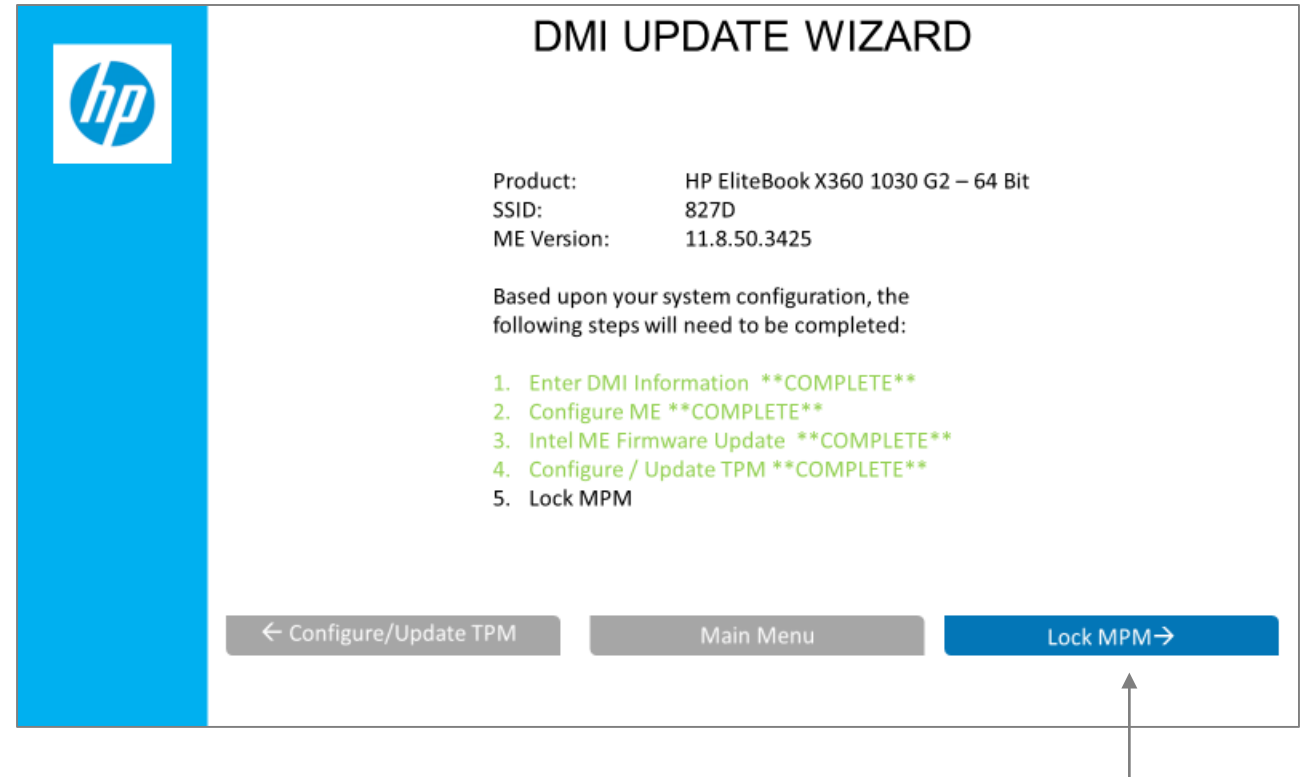 DMI UPDATE WIZARD
hp
Product: HP EliteBook X360 1030 G2 – 64 Bit
SSID: 827D
ME Version: 11.8.50.3425
Based upon your system configuration, the
following steps will need to be completed:
1. Enter DMI Information **COMPLETE**
2. Configure ME **COMPLETE**
3. Intel ME Firmware Update **COMPLETE**
4. Configure / Update TPM **COMPLETE**
5. Lock MPM
← Configure/Update TPM
Main Menu
Lock MPM→